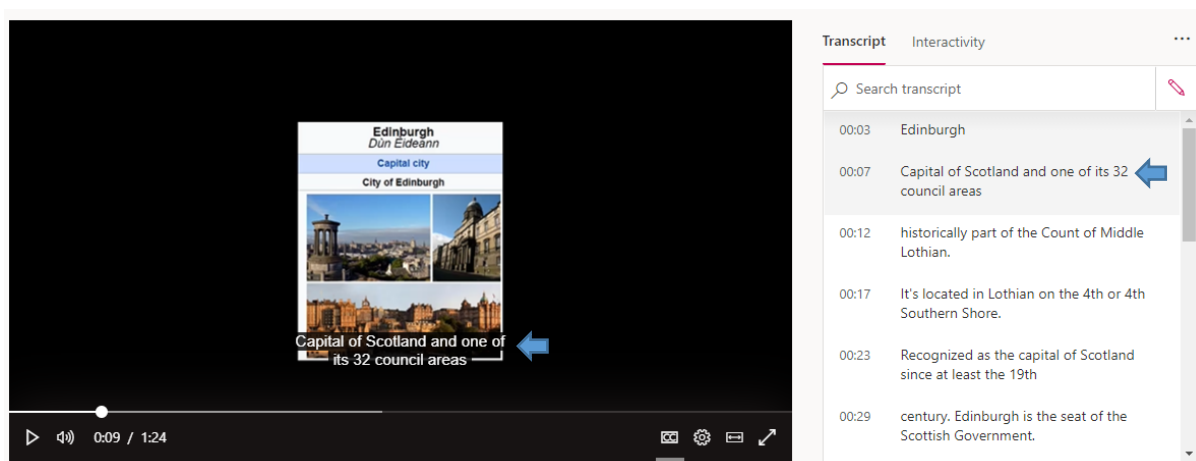 Edinburgh
Dùn Èideann
Capital city
City of Edinburgh
Capital of Scotland and one of
its 32 council areas
0:09 / 1:24
CC
Transcript Interactivity
Search transcript
00:03 Edinburgh
00:07 Capital of Scotland and one of its 32
council areas
00:12 historically part of the Count of Middle
Lothian.
00:17 It's located in Lothian on the 4th or 4th
Southern Shore.
00:23 Recognized as the capital of Scotland
since at least the 19th
00:29 century. Edinburgh is the seat of the
Scottish Government.